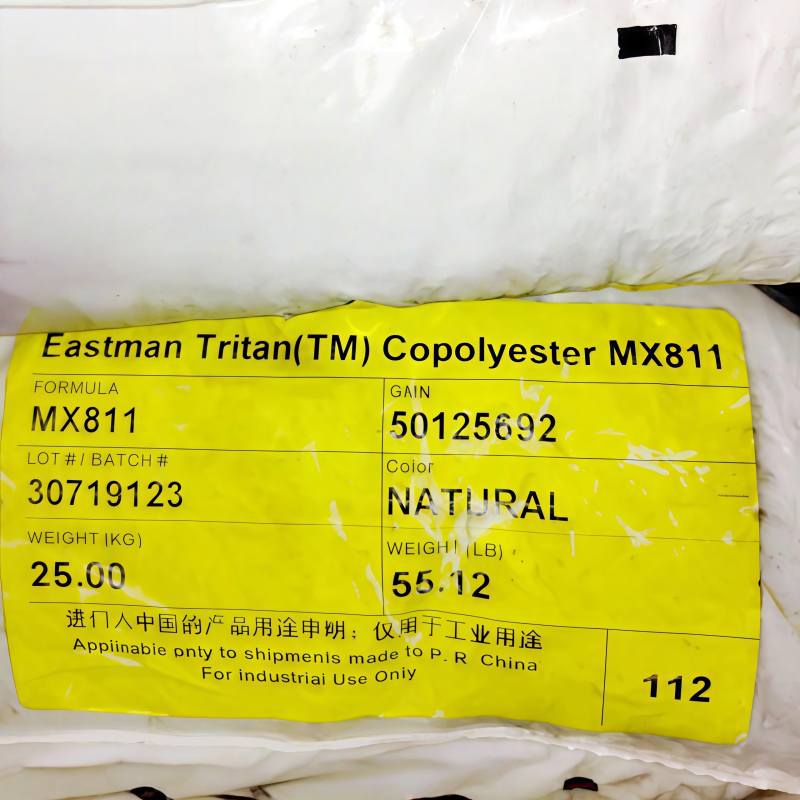 Eastman Tritan(TM) Copolyester MX811
FORMULA
MX811
GAIN
50125692
LOT # / BATCH #
30719123
Color
NATURAL
WEIGHT (KG)
25.00
WEIGHT (LB)
55.12
进们人中国的产品用途申明；仅用于工业用途
Appiinabie pnty to shipmenls made to P. R China
For industriai Use Oniy
112